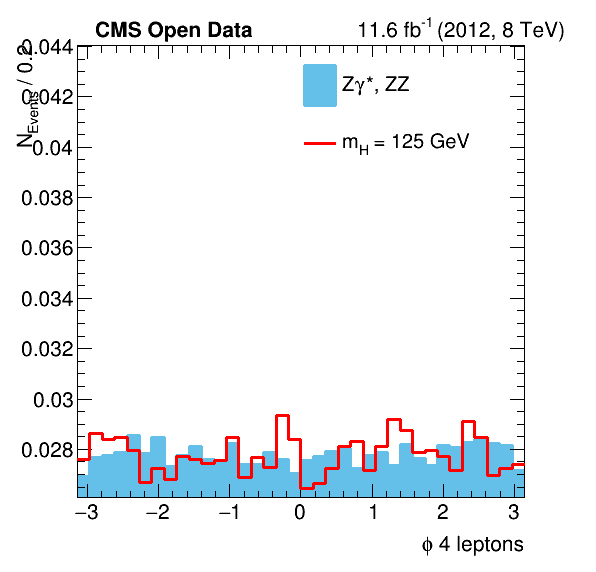 CMS Open Data
11.6 fb⁻¹ (2012, 8 TeV)
N_Events / 0.2
0.044
0.042
0.04
0.038
0.036
0.034
0.032
0.03
0.028
Zγ*, ZZ
m_H = 125 GeV
−3 −2 −1 0 1 2 3
ϕ 4 leptons